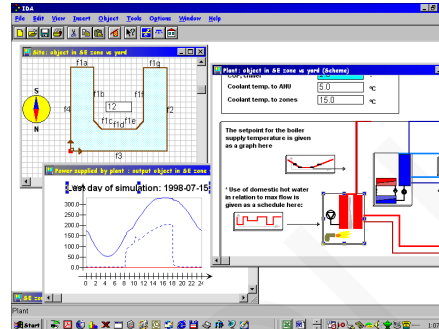 IDA
File Edit View Insert Object Tools Options Window Help
Site: object in SE zone vs yard
f1a f1g
f1b f1f
12
f4 f2
f1c f1d f1e
f3
S
N
Plant: object in SE zone vs yard (Scheme)
COP, chiller
Coolant temp. to AHU 5.0 °C
Coolant temp. to zones 15.0 °C
The setpoint for the boiler
supply temperature is given
as a graph here
* Use of domestic hot water
in relation to max flow is
given as a schedule here:
Power supplied by plant : output object in SE zone
Last day of simulation: 1998-07-15
300.0
250.0
200.0
150.0
100.0
50.0
0.0
0 2 4 6 8 10 12 14 16 18 20 22 24
SE zo
Plant
Start
1:07